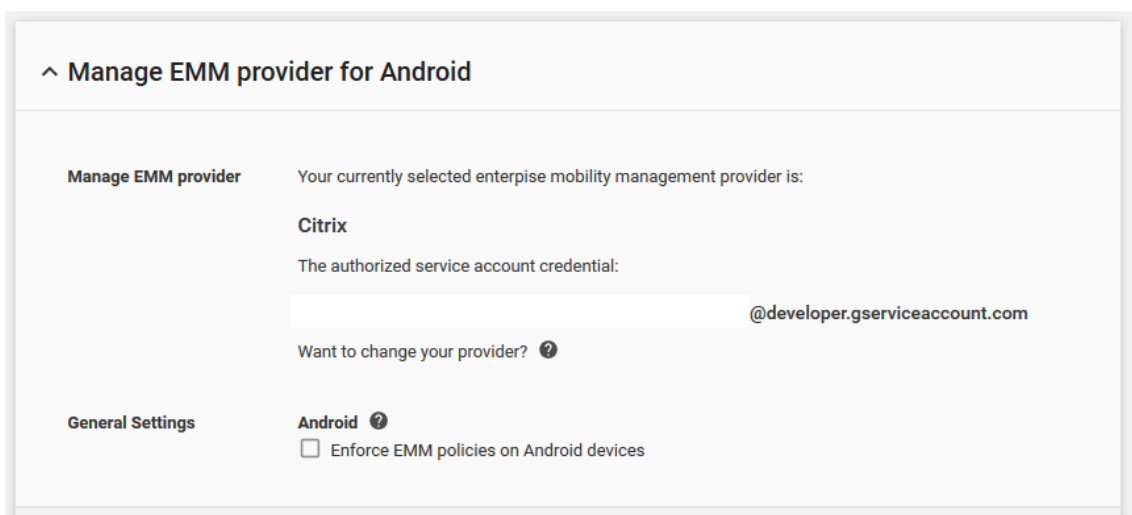 Manage EMM provider for Android
Manage EMM provider
Your currently selected enterpise mobility management provider is:
Citrix
The authorized service account credential:
@developer.gserviceaccount.com
Want to change your provider?
General Settings
Android
Enforce EMM policies on Android devices